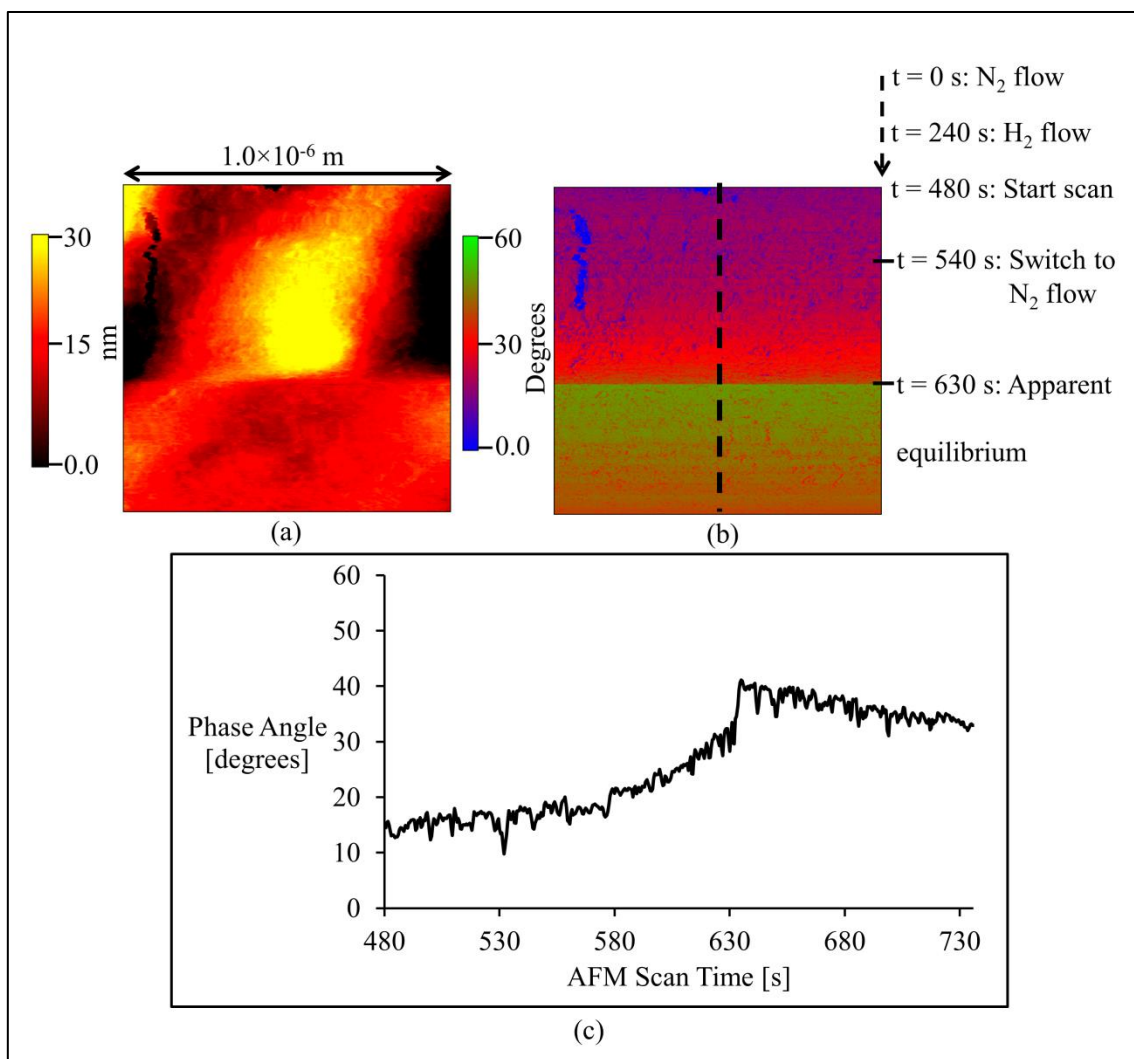 t = 0 s: N₂ flow
t = 240 s: H₂ flow
1.0×10⁻⁶ m
t = 480 s: Start scan
30
15
0.0
nm
60
30
0.0
Degrees
t = 540 s: Switch to
N₂ flow
t = 630 s: Apparent
equilibrium
(a)
(b)
60
50
40
30
20
10
0
Phase Angle
[degrees]
480
530
580
630
680
730
AFM Scan Time [s]
(c)